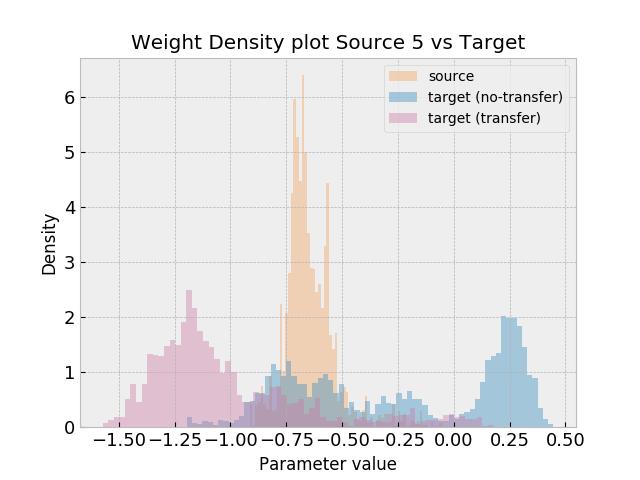 Weight Density plot Source 5 vs Target
source
target (no-transfer)
target (transfer)
Density
6
5
4
3
2
1
0
−1.50 −1.25 −1.00 −0.75 −0.50 −0.25 0.00 0.25 0.50
Parameter value